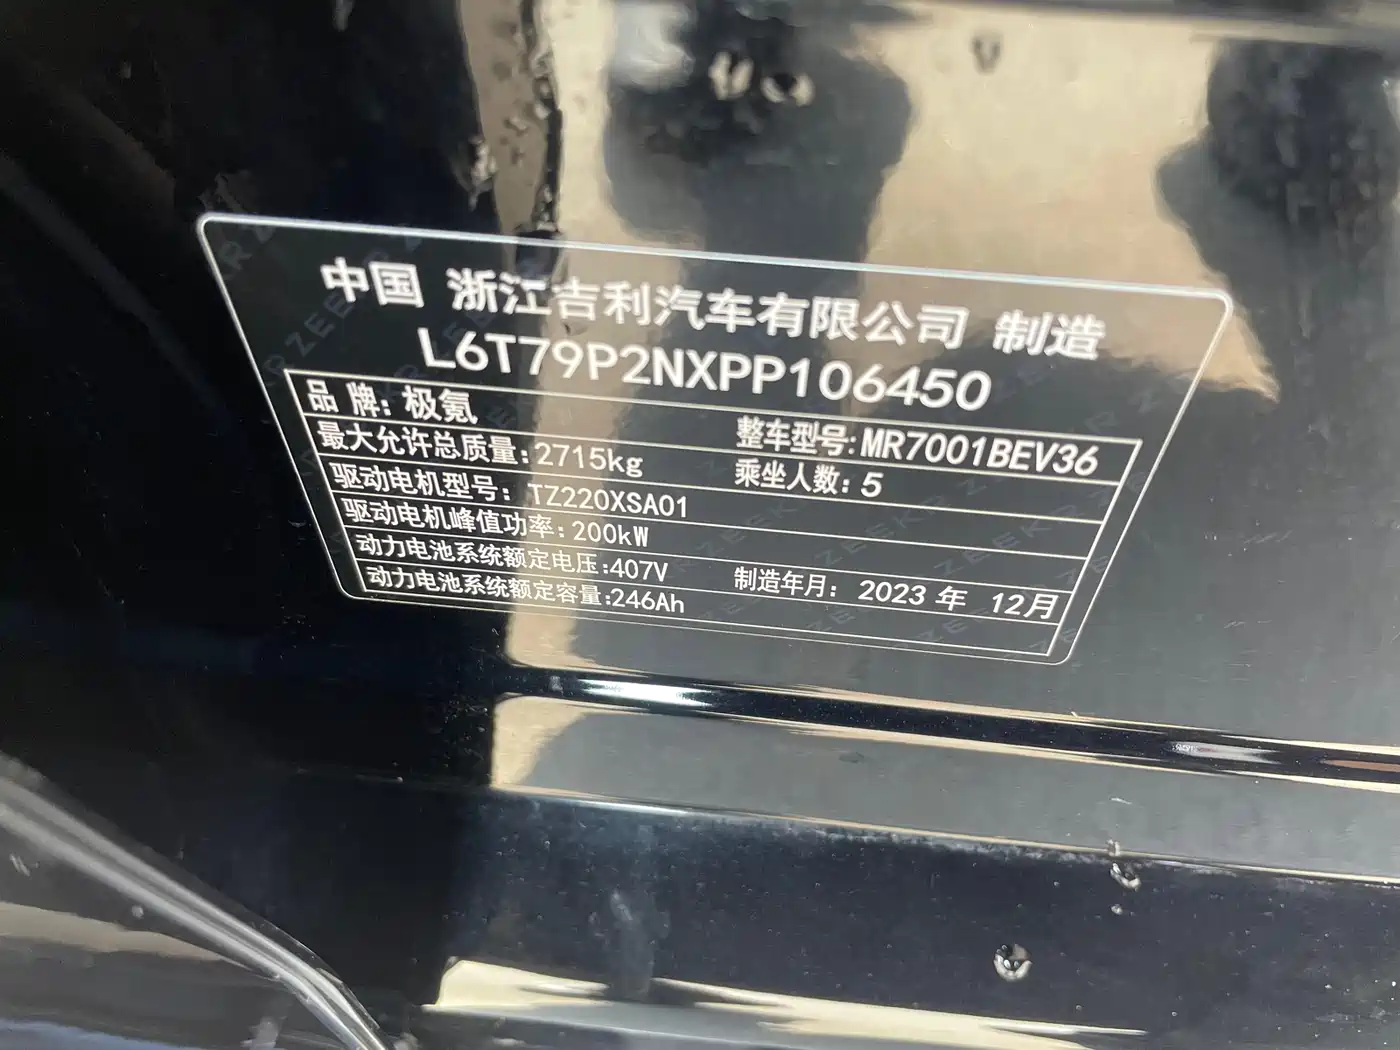 中国 浙江吉利汽车有限公司 制造
L6T79P2NXPP106450
品 牌: 极氪 整车型号: MR7001BEV36
最大允许总质量: 2715kg 乘坐人数: 5
驱动电机型号: TZ220XSA01
驱动电机峰值功率: 200kW
动力电池系统额定电压: 407V 制造年月: 2023 年 12月
动力电池系统额定容量: 246Ah